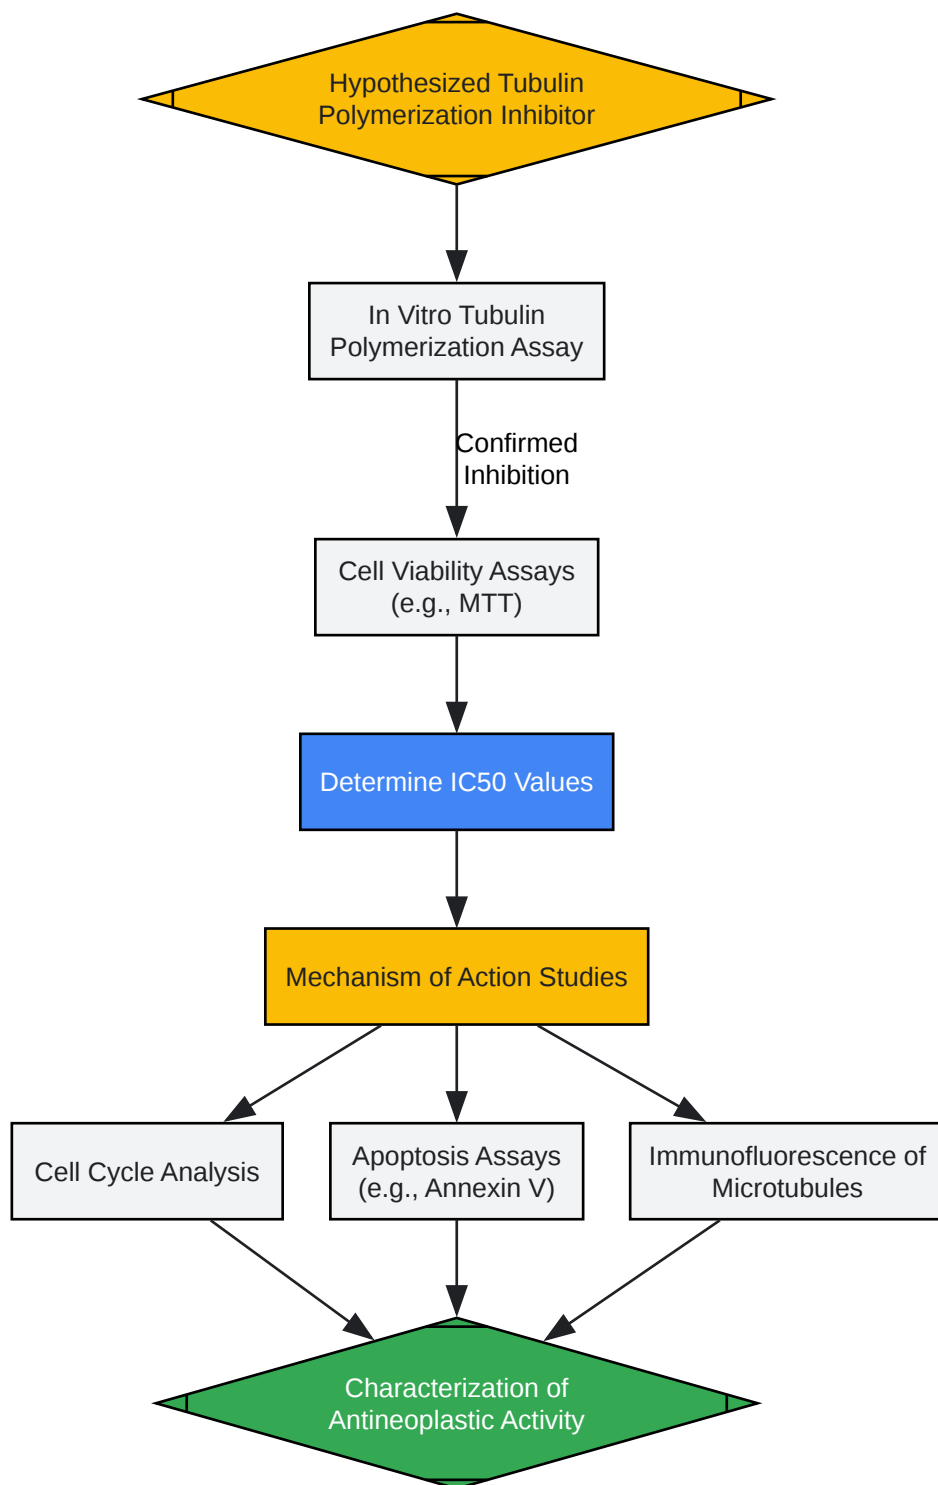 Hypothesized Tubulin
Polymerization Inhibitor
In Vitro Tubulin
Polymerization Assay
Confirmed
Inhibition
Cell Viability Assays
(e.g., MTT)
Determine IC50 Values
Mechanism of Action Studies
Cell Cycle Analysis
Apoptosis Assays
(e.g., Annexin V)
Immunofluorescence of
Microtubules
Characterization of
Antineoplastic Activity